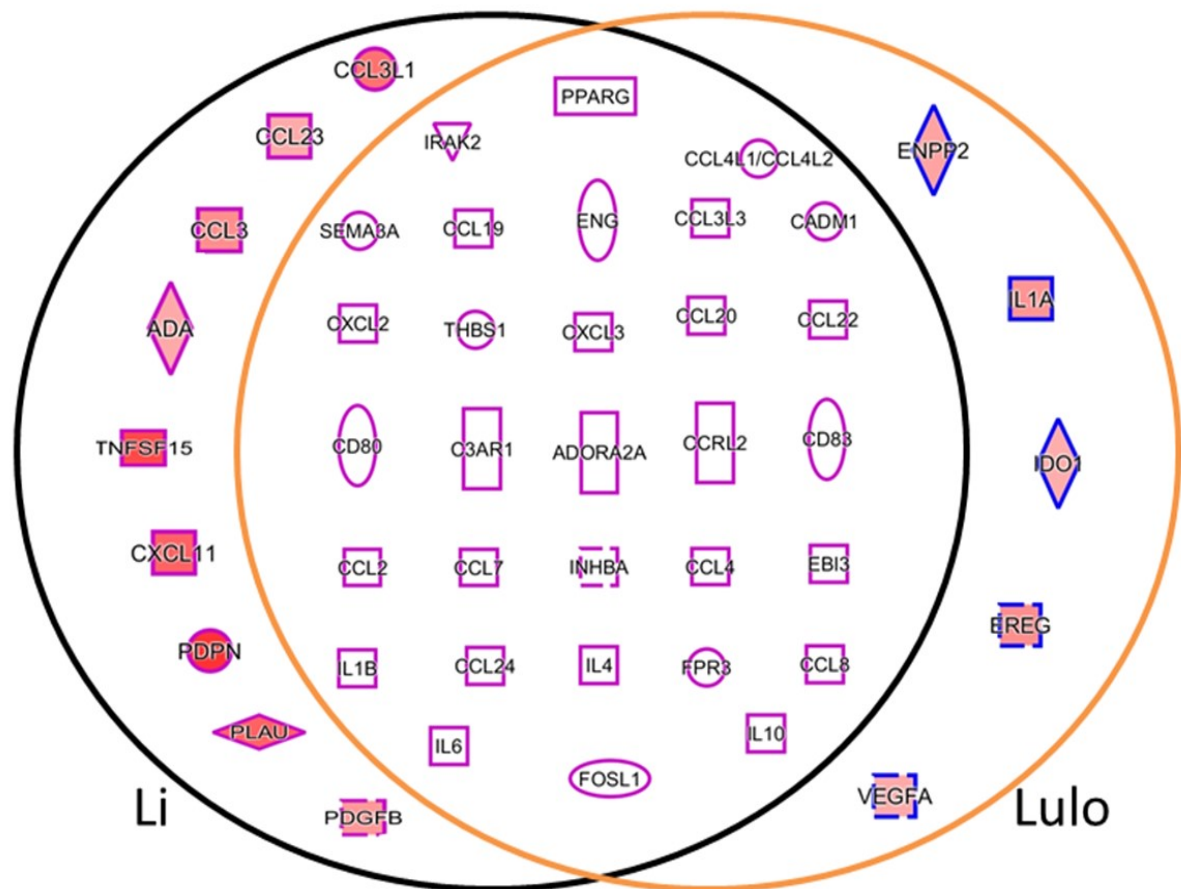 CCL3L1
PPARG
CCL23
IRAK2
CCL4L1/CCL4L2
ENPP2
CCL3
SEMA3A
CCL19
ENG
CCL3L3
CADM1
IL1A
ADA
CXCL2
THBS1
CXCL3
CCL20
CCL22
TNFSF15
CD80
C3AR1
ADORA2A
CCRL2
CD83
IDO1
CXCL11
CCL2
CCL7
INHBA
CCL4
EBI3
EREG
PDPN
IL1B
CCL24
IL4
FPR3
CCL8
PLAU
IL6
IL10
FOSL1
VEGFA
PDGFB
Li
Lulo